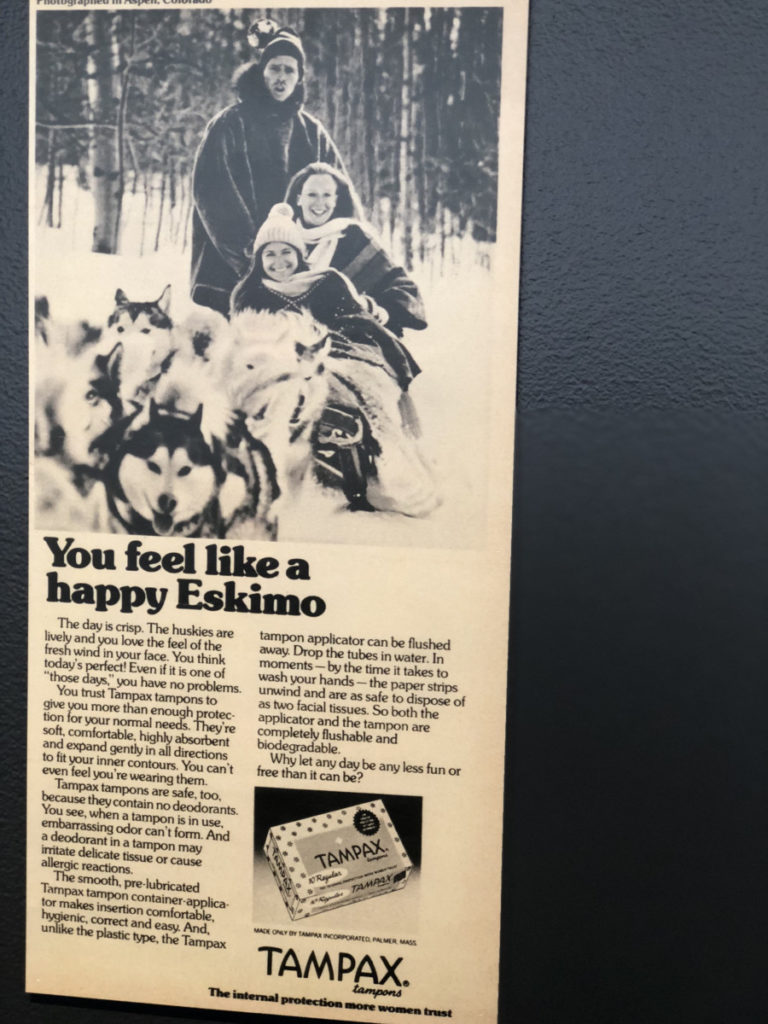 Photographed in Aspen, Colorado
You feel like a
happy Eskimo
The day is crisp. The huskies are
lively and you love the feel of the
fresh wind in your face. You think
today's perfect! Even if it is one of
"those days," you have no problems.
You trust Tampax tampons to
give you more than enough protec-
tion for your normal needs. They're
soft, comfortable, highly absorbent
and expand gently in all directions
to fit your inner contours. You can't
even feel you're wearing them.
Tampax tampons are safe, too,
because they contain no deodorants.
You see, when a tampon is in use,
embarrassing odor can't form. And
a deodorant in a tampon may
irritate delicate tissue or cause
allergic reactions.
The smooth, pre-lubricated
Tampax tampon container-applica-
tor makes insertion comfortable,
hygienic, correct and easy. And,
unlike the plastic type, the Tampax
tampon applicator can be flushed
away. Drop the tubes in water. In
moments — by the time it takes to
wash your hands — the paper strips
unwind and are as safe to dispose of
as two facial tissues. So both the
applicator and the tampon are
completely flushable and
biodegradable.
Why let any day be any less fun or
free than it can be?
TAMPAX.
tampons
10 Regular
TAMPAX
10 Regular
MADE ONLY BY TAMPAX INCORPORATED, PALMER, MASS.
TAMPAX®
tampons
The internal protection more women trust